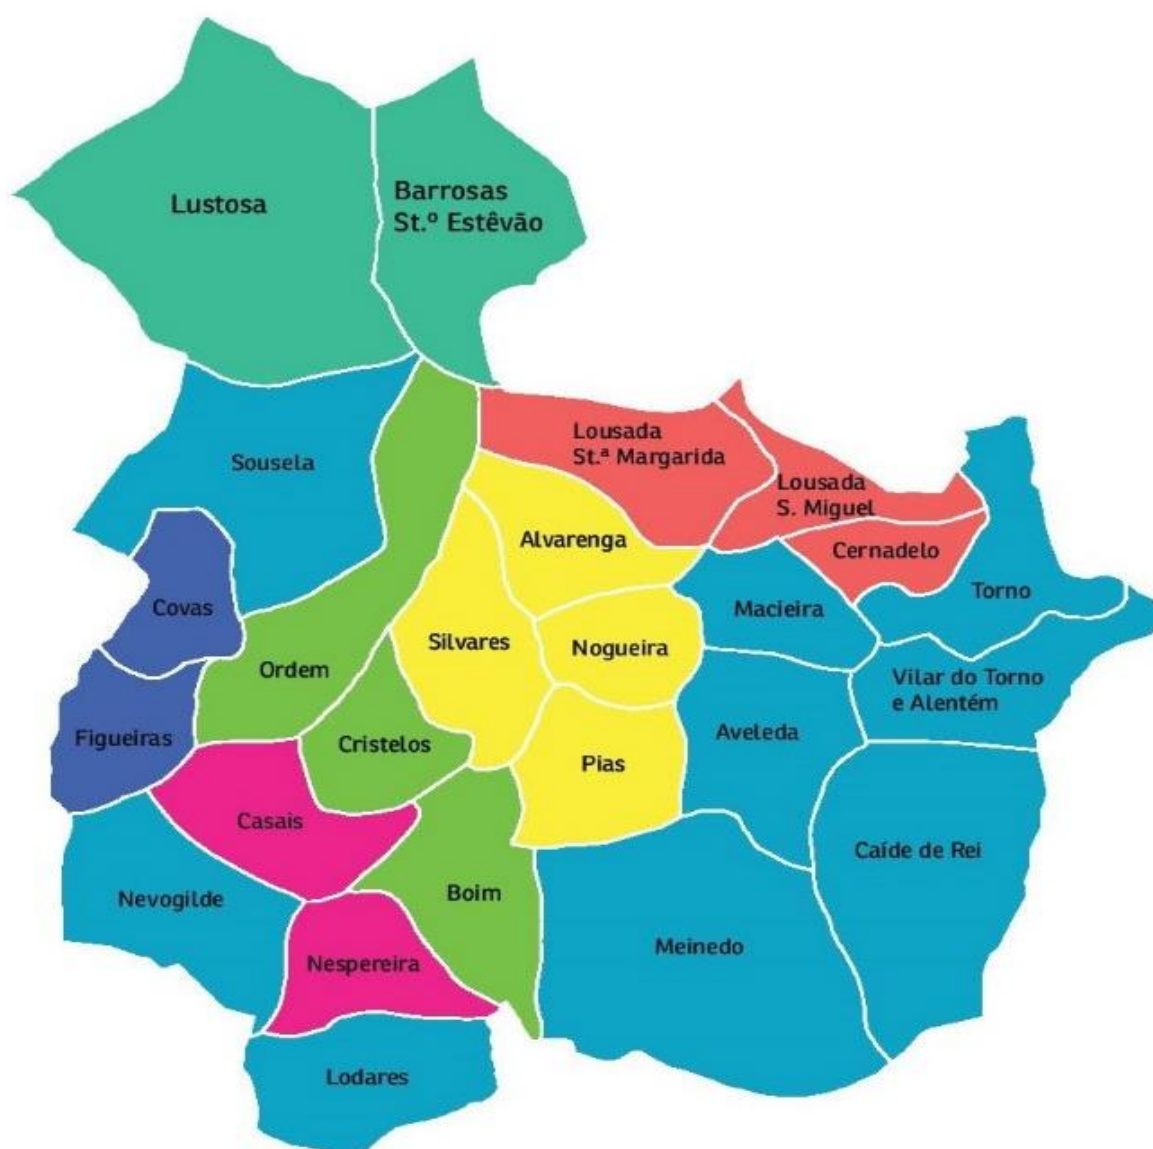 Lustosa
Barrosas
St.º Estêvão
Lousada
St.ª Margarida
Sousela
Lousada
S. Miguel
Alvarenga
Cernadelo
Torno
Covas
Macieira
Silvares
Nogueira
Ordem
Vilar do Torno
e Alentém
Figueiras
Cristelos
Aveleda
Pias
Casais
Caíde de Rei
Nevogilde
Boim
Meinedo
Nespereira
Lodares